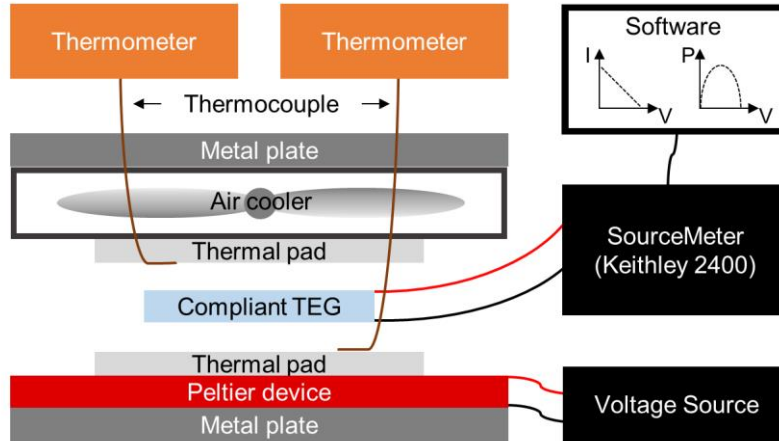 Thermometer
Thermometer
Thermocouple
Metal plate
Air cooler
Thermal pad
Compliant TEG
Thermal pad
Peltier device
Metal plate
Software
I
V
P
V
SourceMeter
(Keithley 2400)
Voltage Source